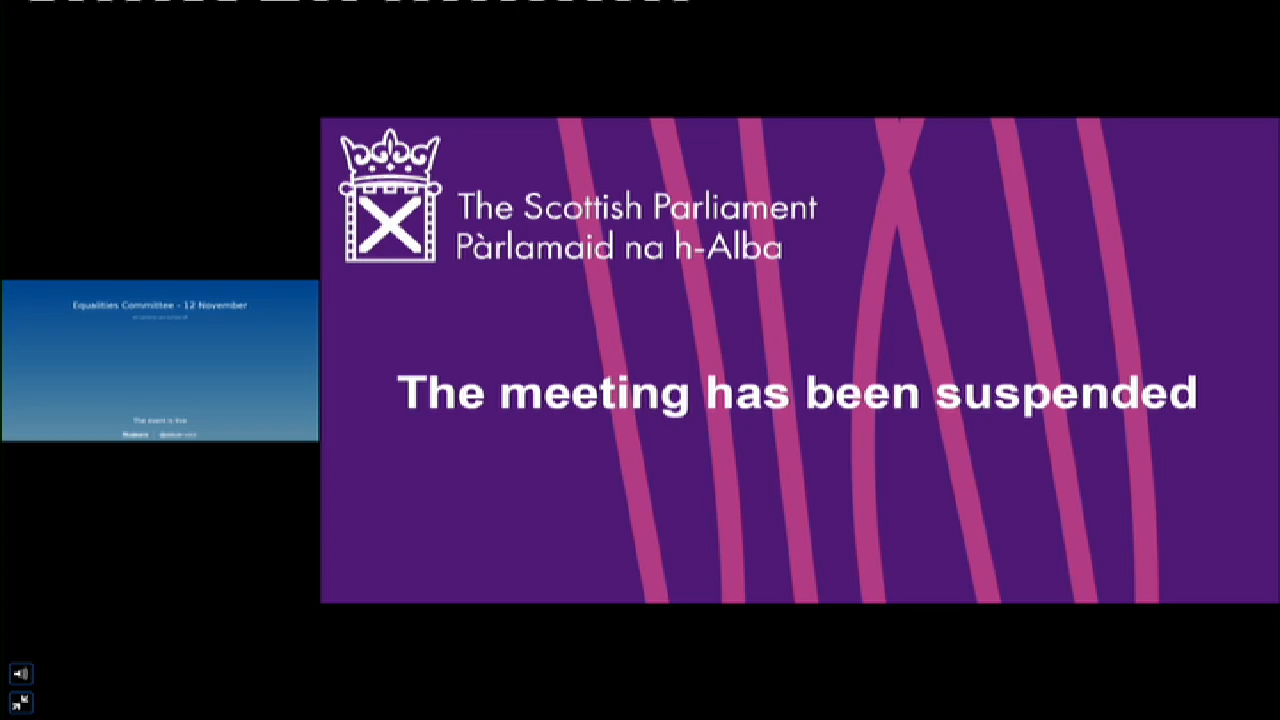 The Scottish Parliament
Pàrlamaid na h-Alba
Equalities Committee - 12 November
The meeting has been suspended
The event is live